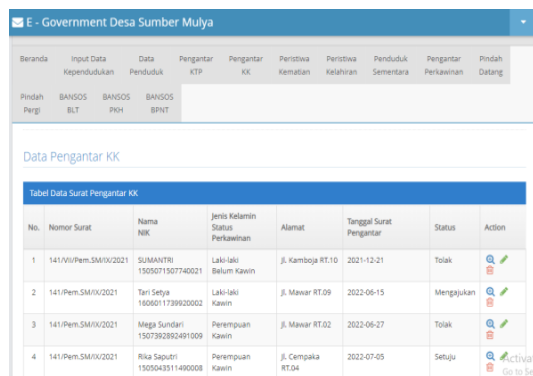 E - Government Desa Sumber Mulya
Beranda Input Data Data Pengantar Pengantar Peristiwa Peristiwa Penduduk Pengantar Pindah
Kependudukan Penduduk KTP KK Kematian Kelahiran Sementara Perkawinan Datang
Pindah BANSOS BANSOS BANSOS
Pergi BLT PKH BPNT
Data Pengantar KK
Tabel Data Surat Pengantar KK
No. Nomor Surat Nama NIK Jenis Kelamin Status Perkawinan Alamat Tanggal Surat Pengantar Status Action
1 141/VII/Pem.SM/IX/2021 SUMANTRI Laki-laki Jl. Kamboja RT.10 2021-12-21 Tolak
1505071507740021 Belum Kawin
2 141/Pem.SM/IX/2021 Tari Setya Laki-laki Jl. Mawar RT.09 2022-06-15 Mengajukan
1606011739920002 Kawin
3 141/Pem.SM/IX/2021 Mega Sundari Perempuan Jl. Mawar RT.02 2022-06-27 Tolak
1507392892491009 Kawin
4 141/Pem.SM/IX/2021 Rika Saputri Perempuan Jl. Cempaka 2022-07-05 Setuju
1505043511490008 Kawin RT.04
Activa
Go to Se